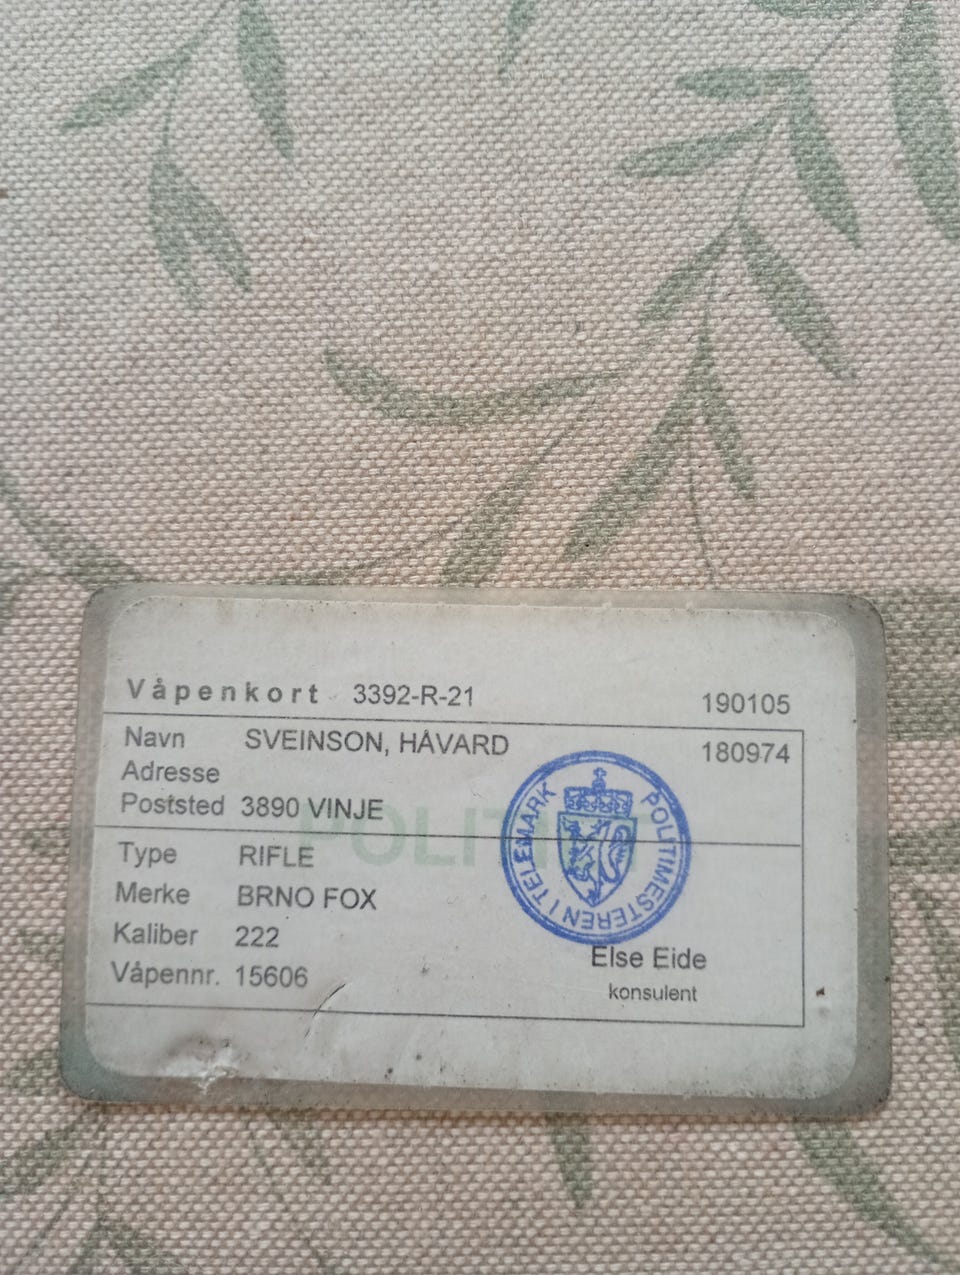 Våpenkort 3392-R-21 190105
Navn SVEINSON, HÅVARD 180974
Adresse
Poststed 3890 VINJE
POLITIET
Type RIFLE
Merke BRNO FOX
Kaliber 222
Våpennr. 15606
POLITIMESTEREN I TELEMARK
Else Eide
konsulent